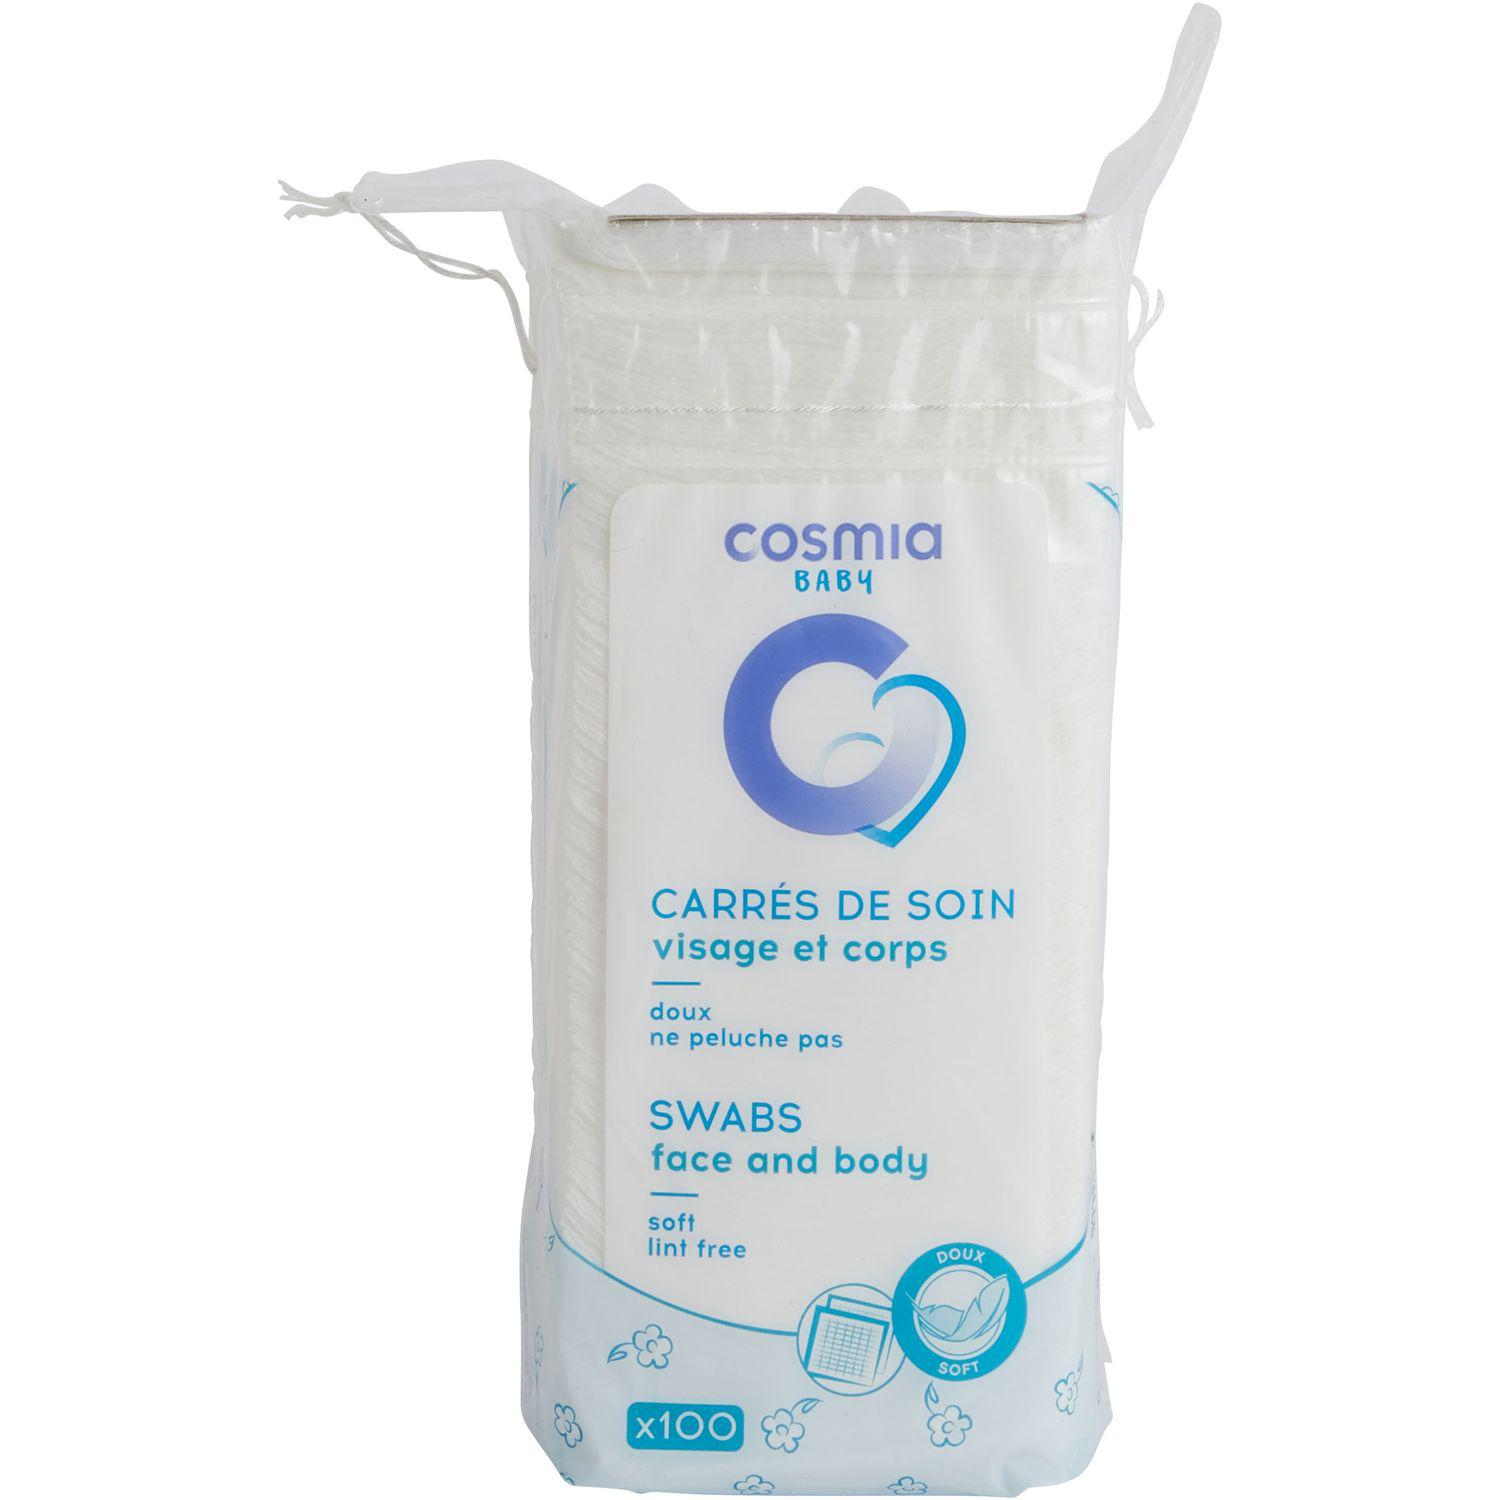 cosmia
BABY
CARRÉS DE SOIN
visage et corps
doux
ne peluche pas
SWABS
face and body
soft
lint free
DOUX
SOFT
x100